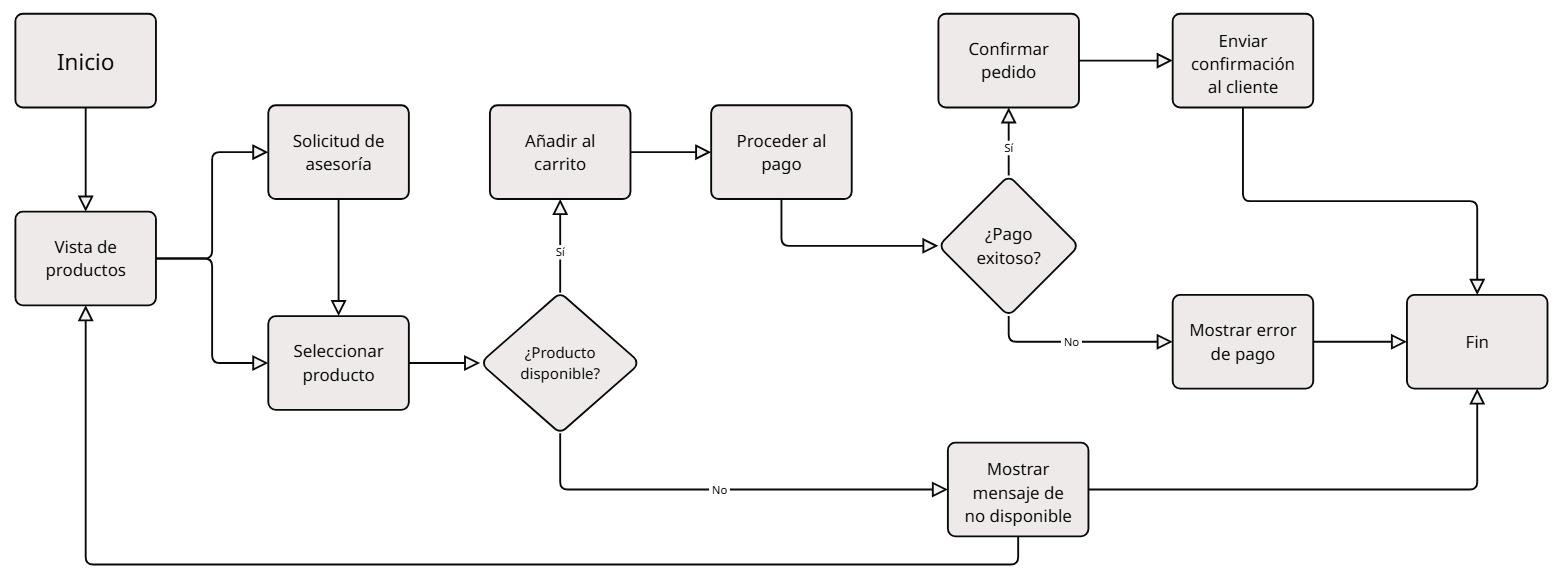 Inicio
Vista de
productos
Solicitud de
asesoría
Seleccionar
producto
Añadir al
carrito
Sí
¿Producto
disponible?
No
Proceder al
pago
Confirmar
pedido
Sí
¿Pago
exitoso?
No
Enviar
confirmación
al cliente
Mostrar error
de pago
Fin
Mostrar
mensaje de
no disponible